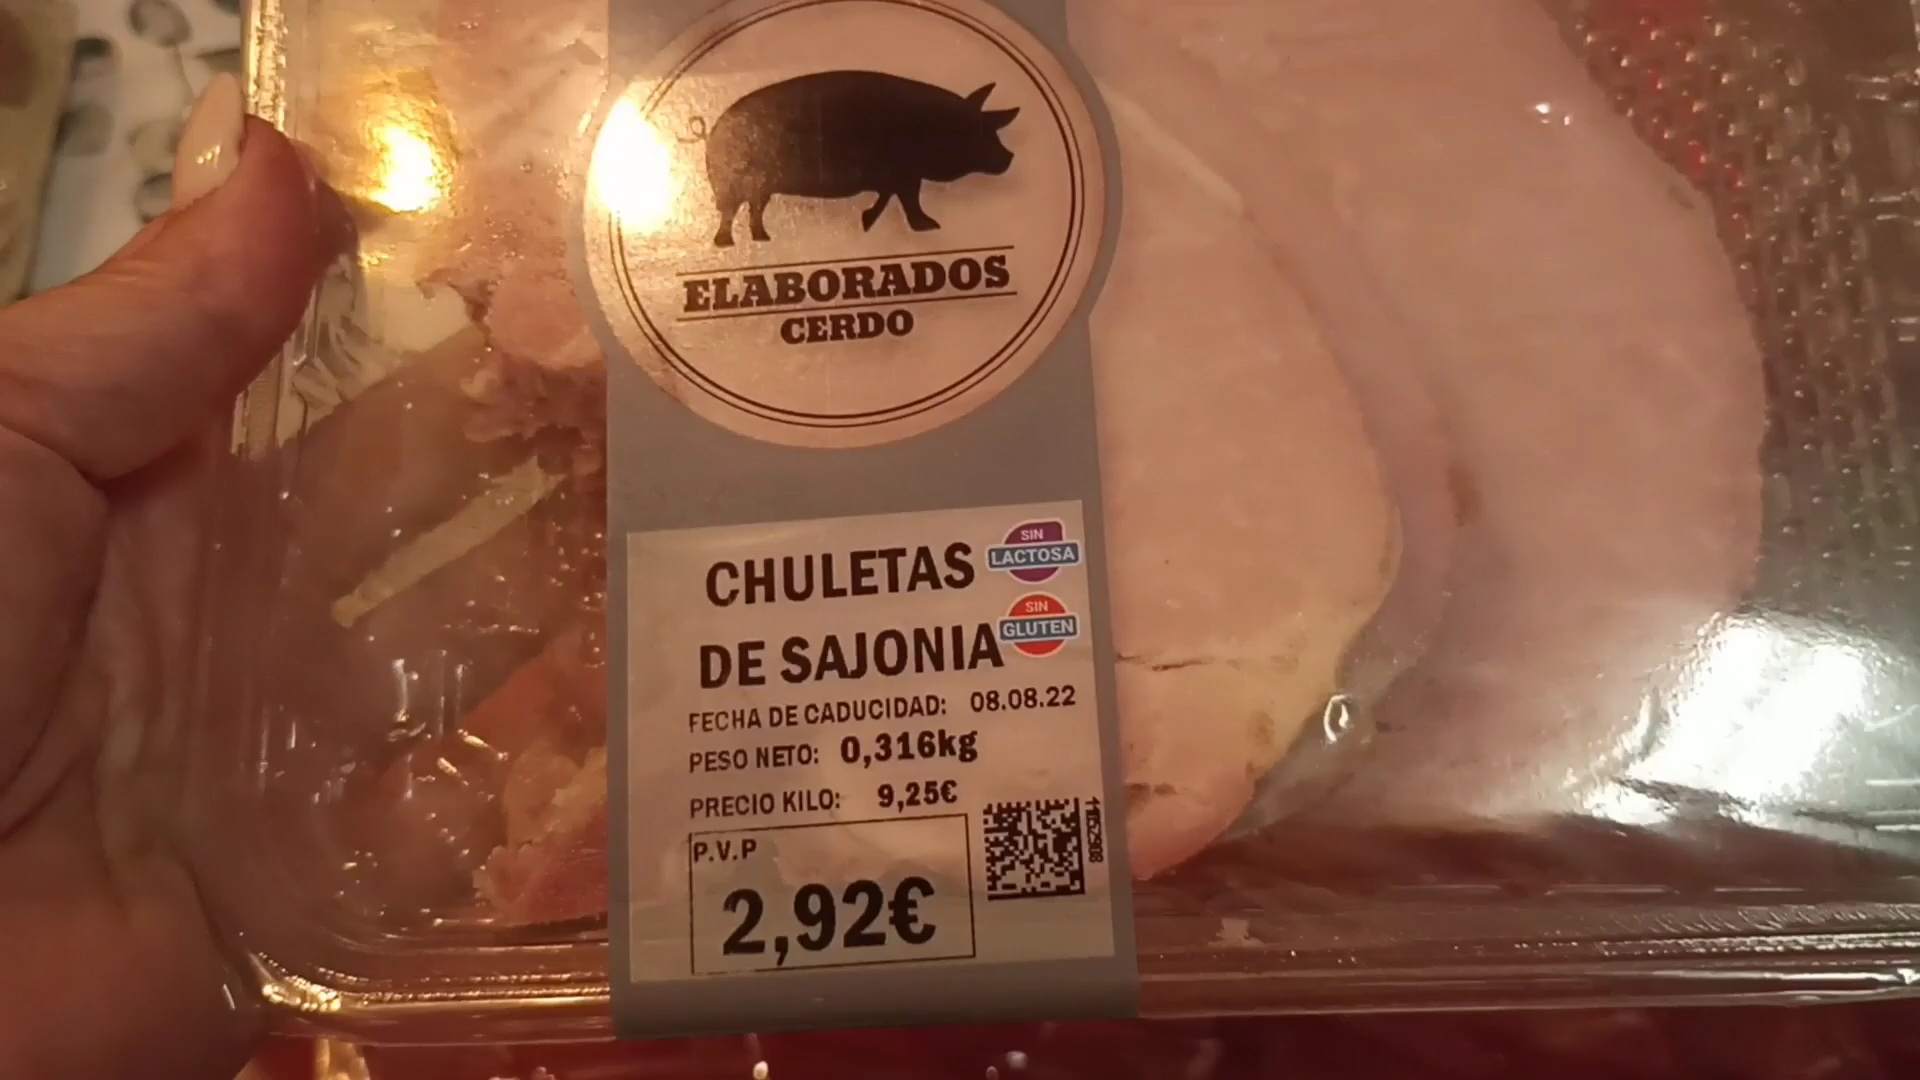 ELABORADOS
CERDO
CHULETAS
DE SAJONIA
SIN
LACTOSA
SIN
GLUTEN
FECHA DE CADUCIDAD: 08.08.22
PESO NETO: 0,316kg
PRECIO KILO: 9,25€
P.V.P
2,92€